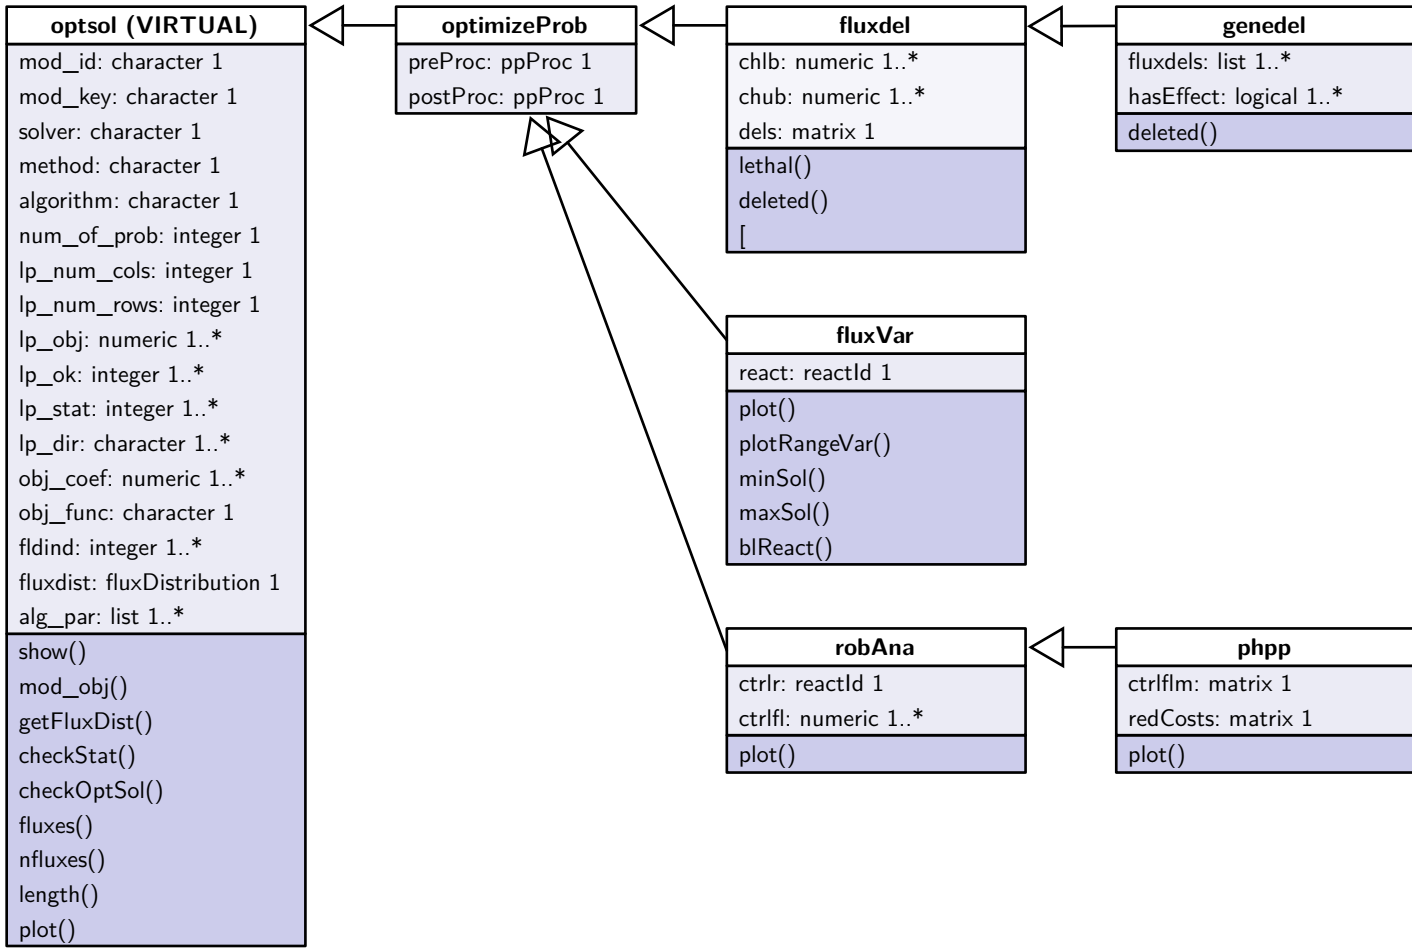 optsol (VIRTUAL)
mod_id: character 1
mod_key: character 1
solver: character 1
method: character 1
algorithm: character 1
num_of_prob: integer 1
lp_num_cols: integer 1
lp_num_rows: integer 1
lp_obj: numeric 1..*
lp_ok: integer 1..*
lp_stat: integer 1..*
lp_dir: character 1..*
obj_coef: numeric 1..*
obj_func: character 1
fldind: integer 1..*
fluxdist: fluxDistribution 1
alg_par: list 1..*
show()
mod_obj()
getFluxDist()
checkStat()
checkOptSol()
fluxes()
nfluxes()
length()
plot()
optimizeProb
preProc: ppProc 1
postProc: ppProc 1
fluxdel
chlb: numeric 1..*
chub: numeric 1..*
dels: matrix 1
lethal()
deleted()
[
genedel
fluxdels: list 1..*
hasEffect: logical 1..*
deleted()
fluxVar
react: reactId 1
plot()
plotRangeVar()
minSol()
maxSol()
blReact()
robAna
ctrlr: reactId 1
ctrlfl: numeric 1..*
plot()
phpp
ctrlflm: matrix 1
redCosts: matrix 1
plot()